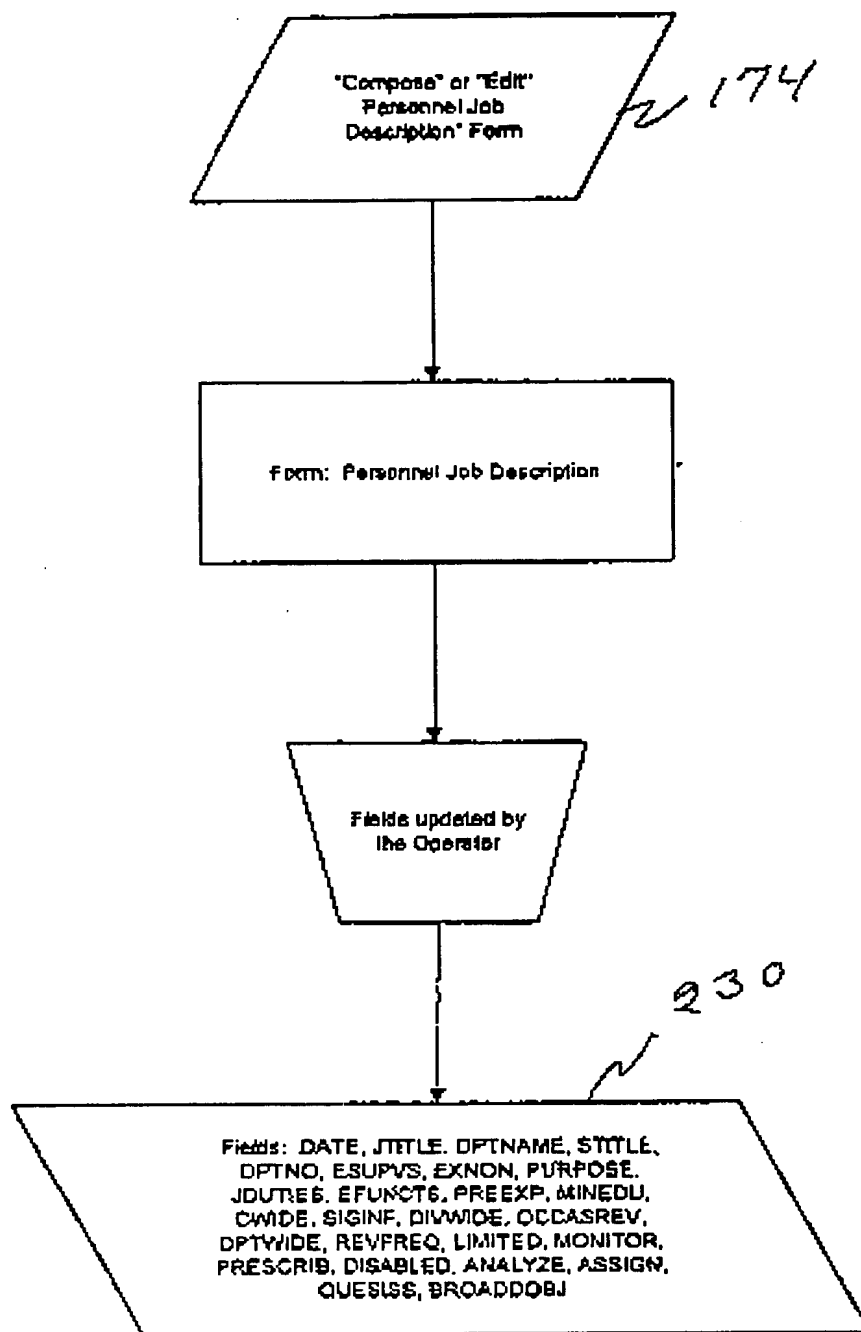 "Compose" or "Edit"
Personnel Job
Description" Form
174
Form: Personnel Job Description
Fields updated by
the Operator
230
Fields: DATE, JTITLE, DPTNAME, STITLE,
DPTNO, ESUPVS, EXNON, PURPOSE,
JDUTIES, EFUNCTS, PREEXP, MINEDU,
CWIDE, SIGINF, DIVWIDE, OCCASREV,
DPTWIDE, REVFREQ, LIMITED, MONITOR,
PRESCRIB, DISABLED, ANALYZE, ASSIGN,
QUESISS, BROADDOBJ